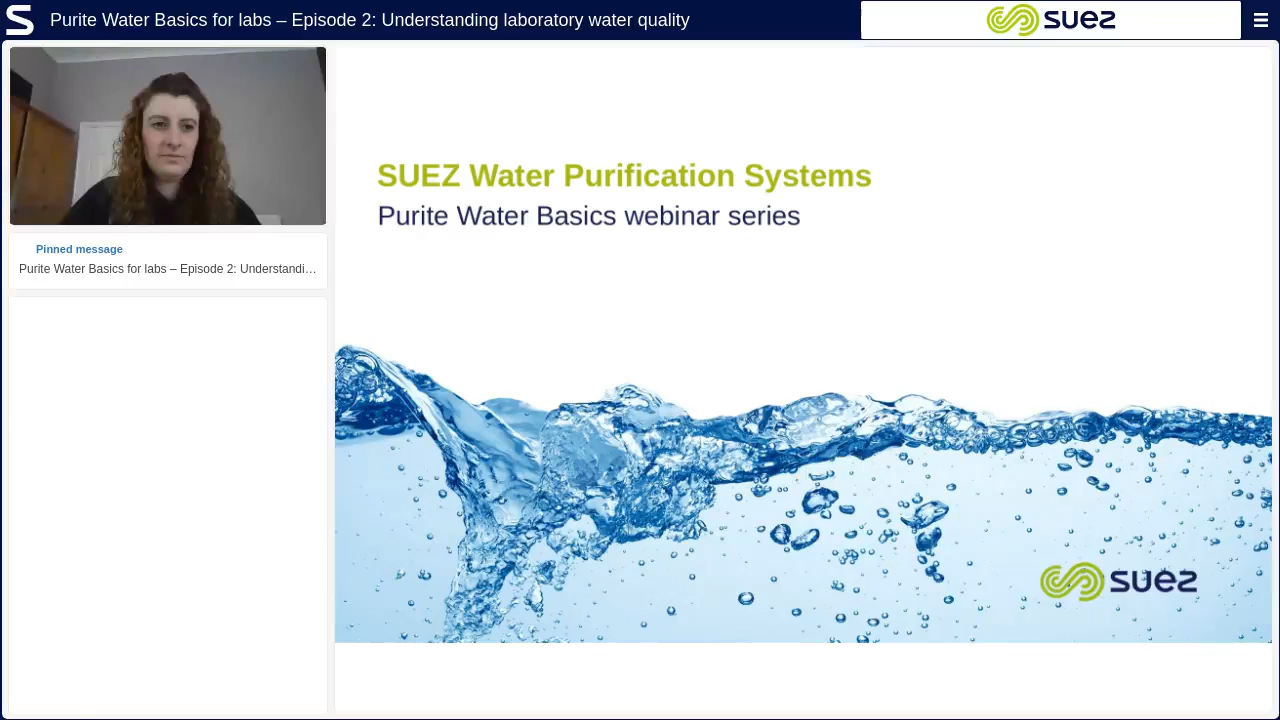 Purite Water Basics for labs – Episode 2: Understanding laboratory water quality
suez
Pinned message
Purite Water Basics for labs – Episode 2: Understandi…
SUEZ Water Purification Systems
Purite Water Basics webinar series
suez